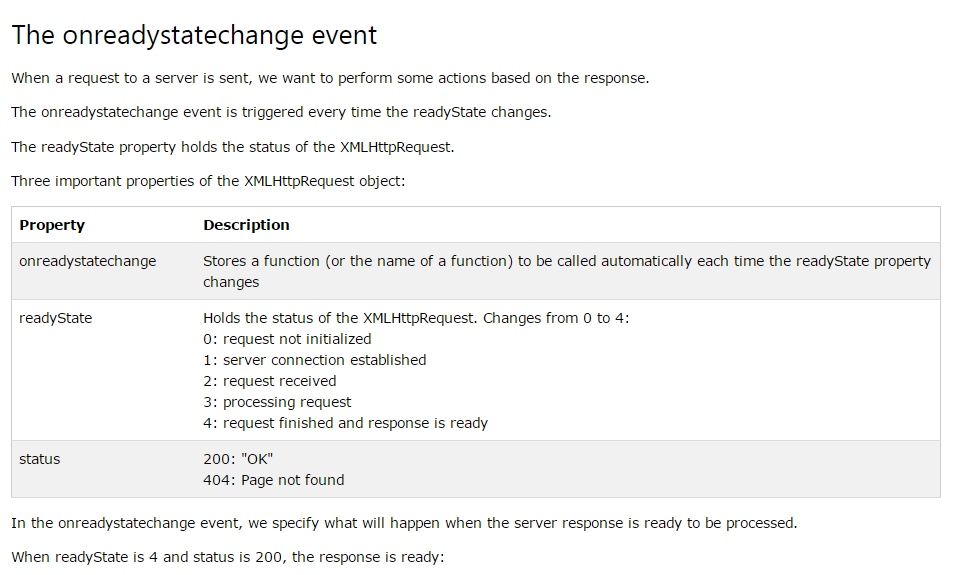 The onreadystatechange event
When a request to a server is sent, we want to perform some actions based on the response.
The onreadystatechange event is triggered every time the readyState changes.
The readyState property holds the status of the XMLHttpRequest.
Three important properties of the XMLHttpRequest object:
Property Description
onreadystatechange Stores a function (or the name of a function) to be called automatically each time the readyState property
changes
readyState Holds the status of the XMLHttpRequest. Changes from 0 to 4:
0: request not initialized
1: server connection established
2: request received
3: processing request
4: request finished and response is ready
status 200: "OK"
404: Page not found
In the onreadystatechange event, we specify what will happen when the server response is ready to be processed.
When readyState is 4 and status is 200, the response is ready: